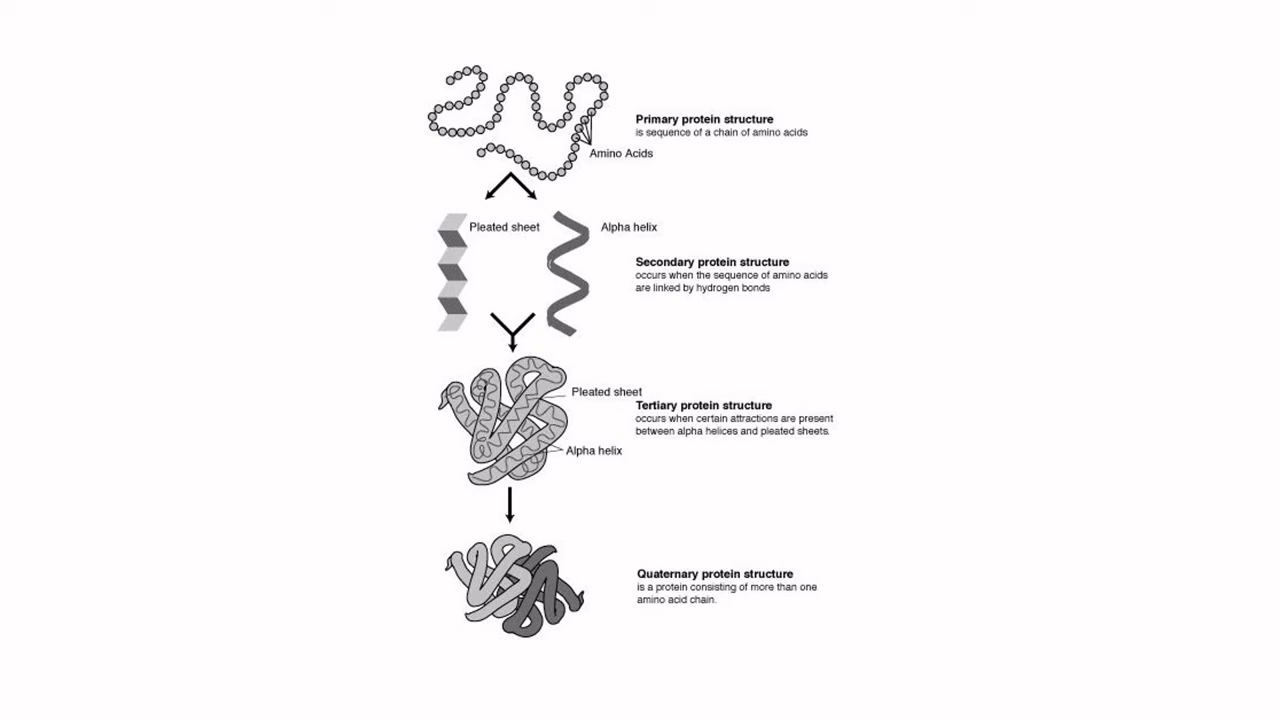 Primary protein structure
is sequence of a chain of amino acids
Amino Acids
Pleated sheet
Alpha helix
Secondary protein structure
occurs when the sequence of amino acids
are linked by hydrogen bonds
Pleated sheet
Tertiary protein structure
occurs when certain attractions are present
between alpha helices and pleated sheets.
Alpha helix
Quaternary protein structure
is a protein consisting of more than one
amino acid chain.